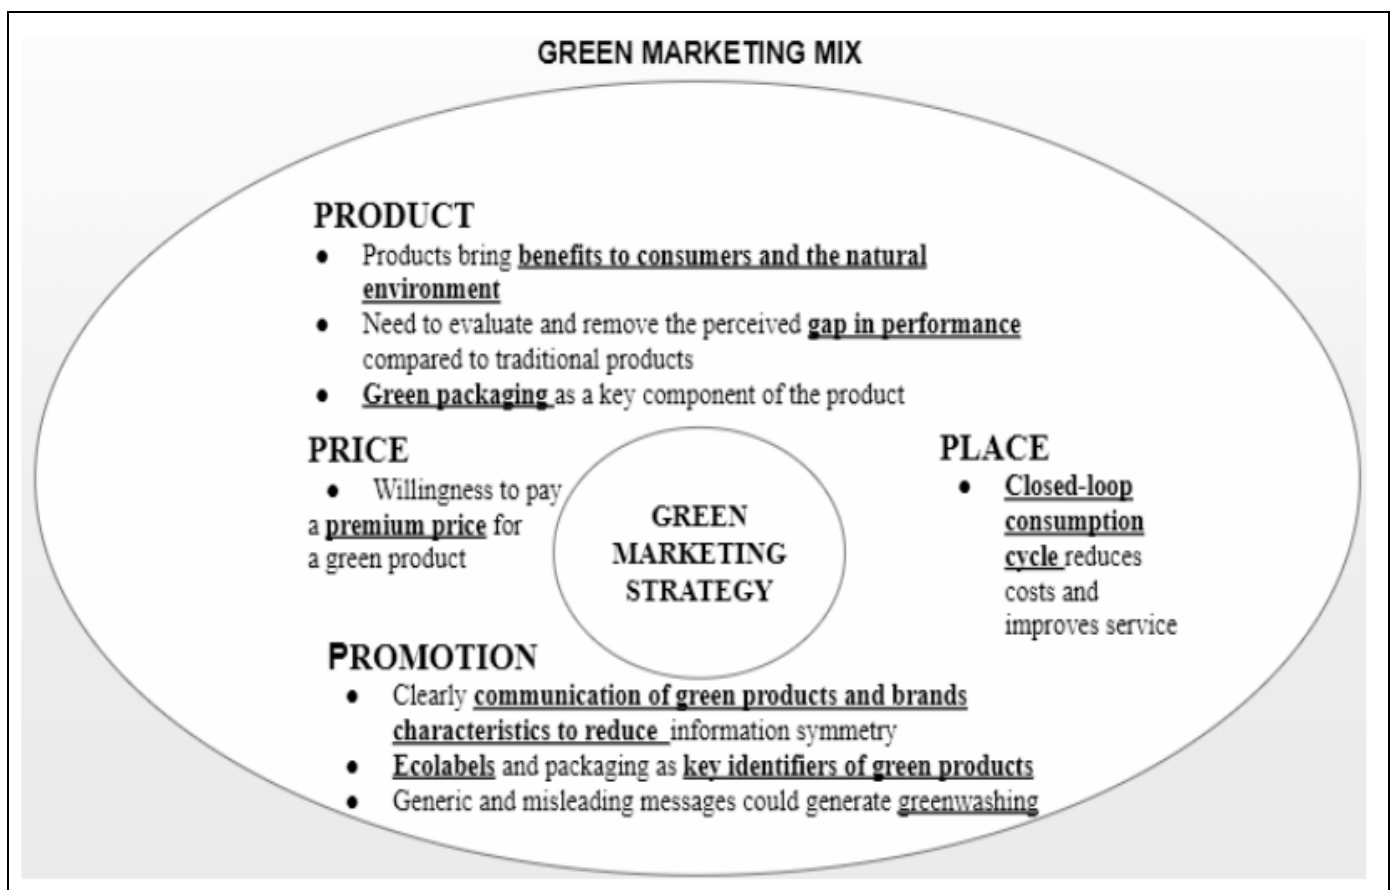 GREEN MARKETING MIX
PRODUCT
● Products bring benefits to consumers and the natural
environment
● Need to evaluate and remove the perceived gap in performance
compared to traditional products
● Green packaging as a key component of the product
PRICE
● Willingness to pay
a premium price for
a green product
GREEN
MARKETING
STRATEGY
PLACE
● Closed-loop
consumption
cycle reduces
costs and
improves service
PROMOTION
● Clearly communication of green products and brands
characteristics to reduce information symmetry
● Ecolabels and packaging as key identifiers of green products
● Generic and misleading messages could generate greenwashing